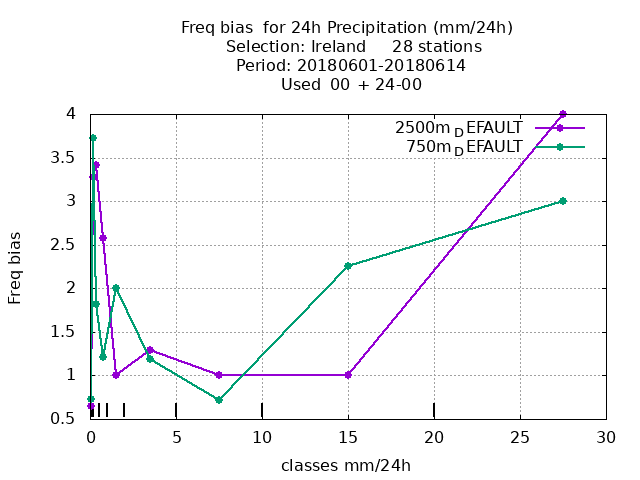 Freq bias  for 24h Precipitation (mm/24h)
Selection: Ireland     28 stations
Period: 20180601-20180614
Used  00 + 24-00
2500m_DEFAULT
750m_DEFAULT
4
3.5
3
2.5
2
1.5
1
0.5
Freq bias
0 5 10 15 20 25 30
classes mm/24h